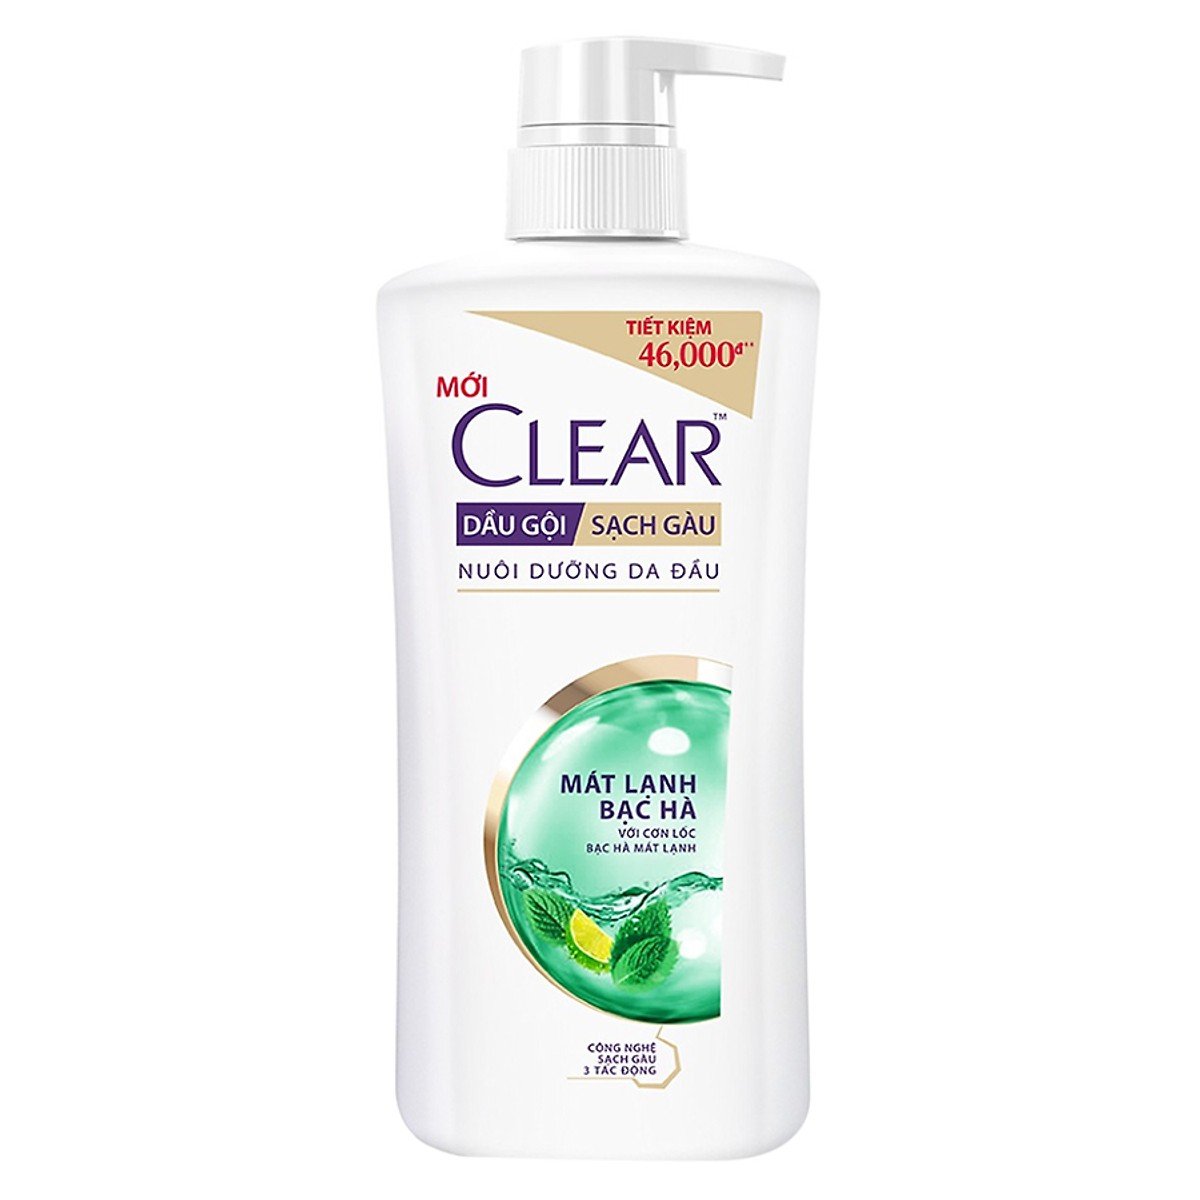 TIẾT KIỆM
46,000đ**
MỚI
CLEAR™
DẦU GỘI SẠCH GÀU
NUÔI DƯỠNG DA ĐẦU
MÁT LẠNH
BẠC HÀ
VỚI CƠN LỐC
BẠC HÀ MÁT LẠNH
CÔNG NGHỆ
SẠCH GÀU
3 TÁC ĐỘNG